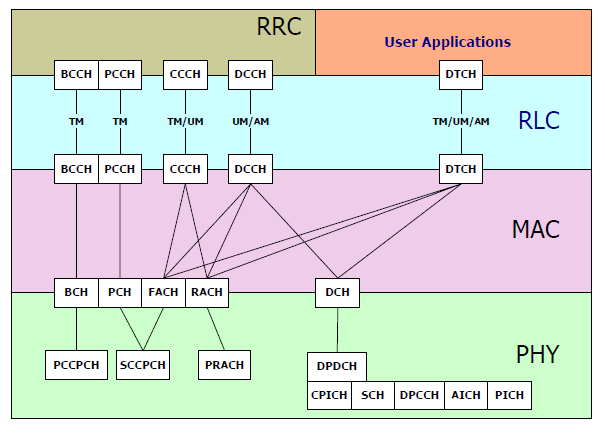 RRC
User Applications
BCCH PCCH CCCH DCCH DTCH
TM TM TM/UM UM/AM TM/UM/AM
RLC
BCCH PCCH CCCH DCCH DTCH
MAC
BCH PCH FACH RACH DCH
PHY
PCCPCH SCCPCH PRACH DPDCH
CPICH SCH DPCCH AICH PICH